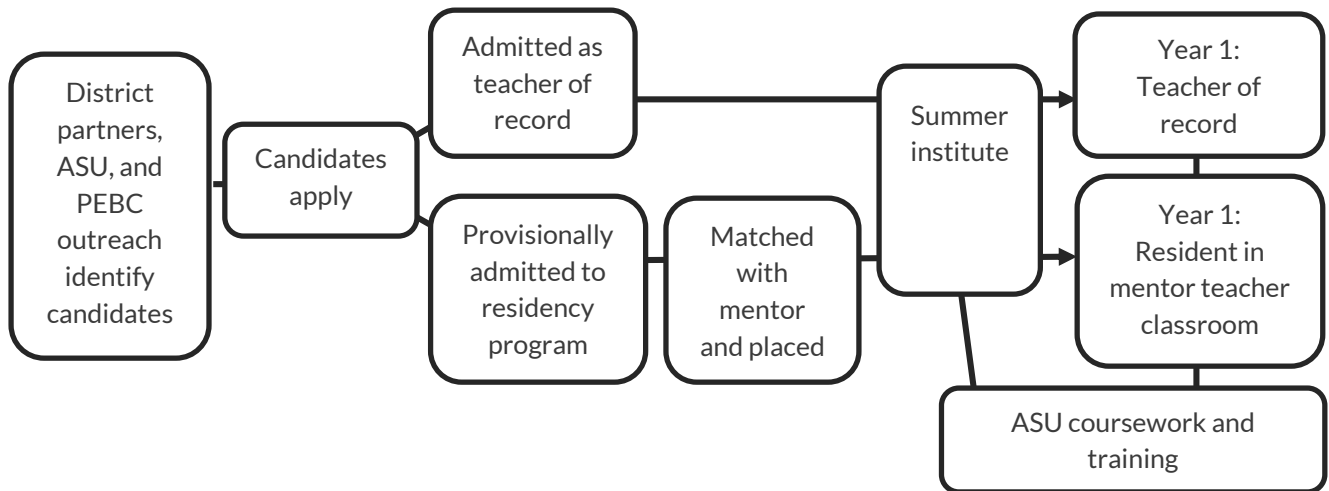 District
partners,
ASU, and
PEBC
outreach
identify
candidates
Candidates
apply
Admitted as
teacher of
record
Provisionally
admitted to
residency
program
Matched
with
mentor
and placed
Summer
institute
Year 1:
Teacher of
record
Year 1:
Resident in
mentor teacher
classroom
ASU coursework and
training